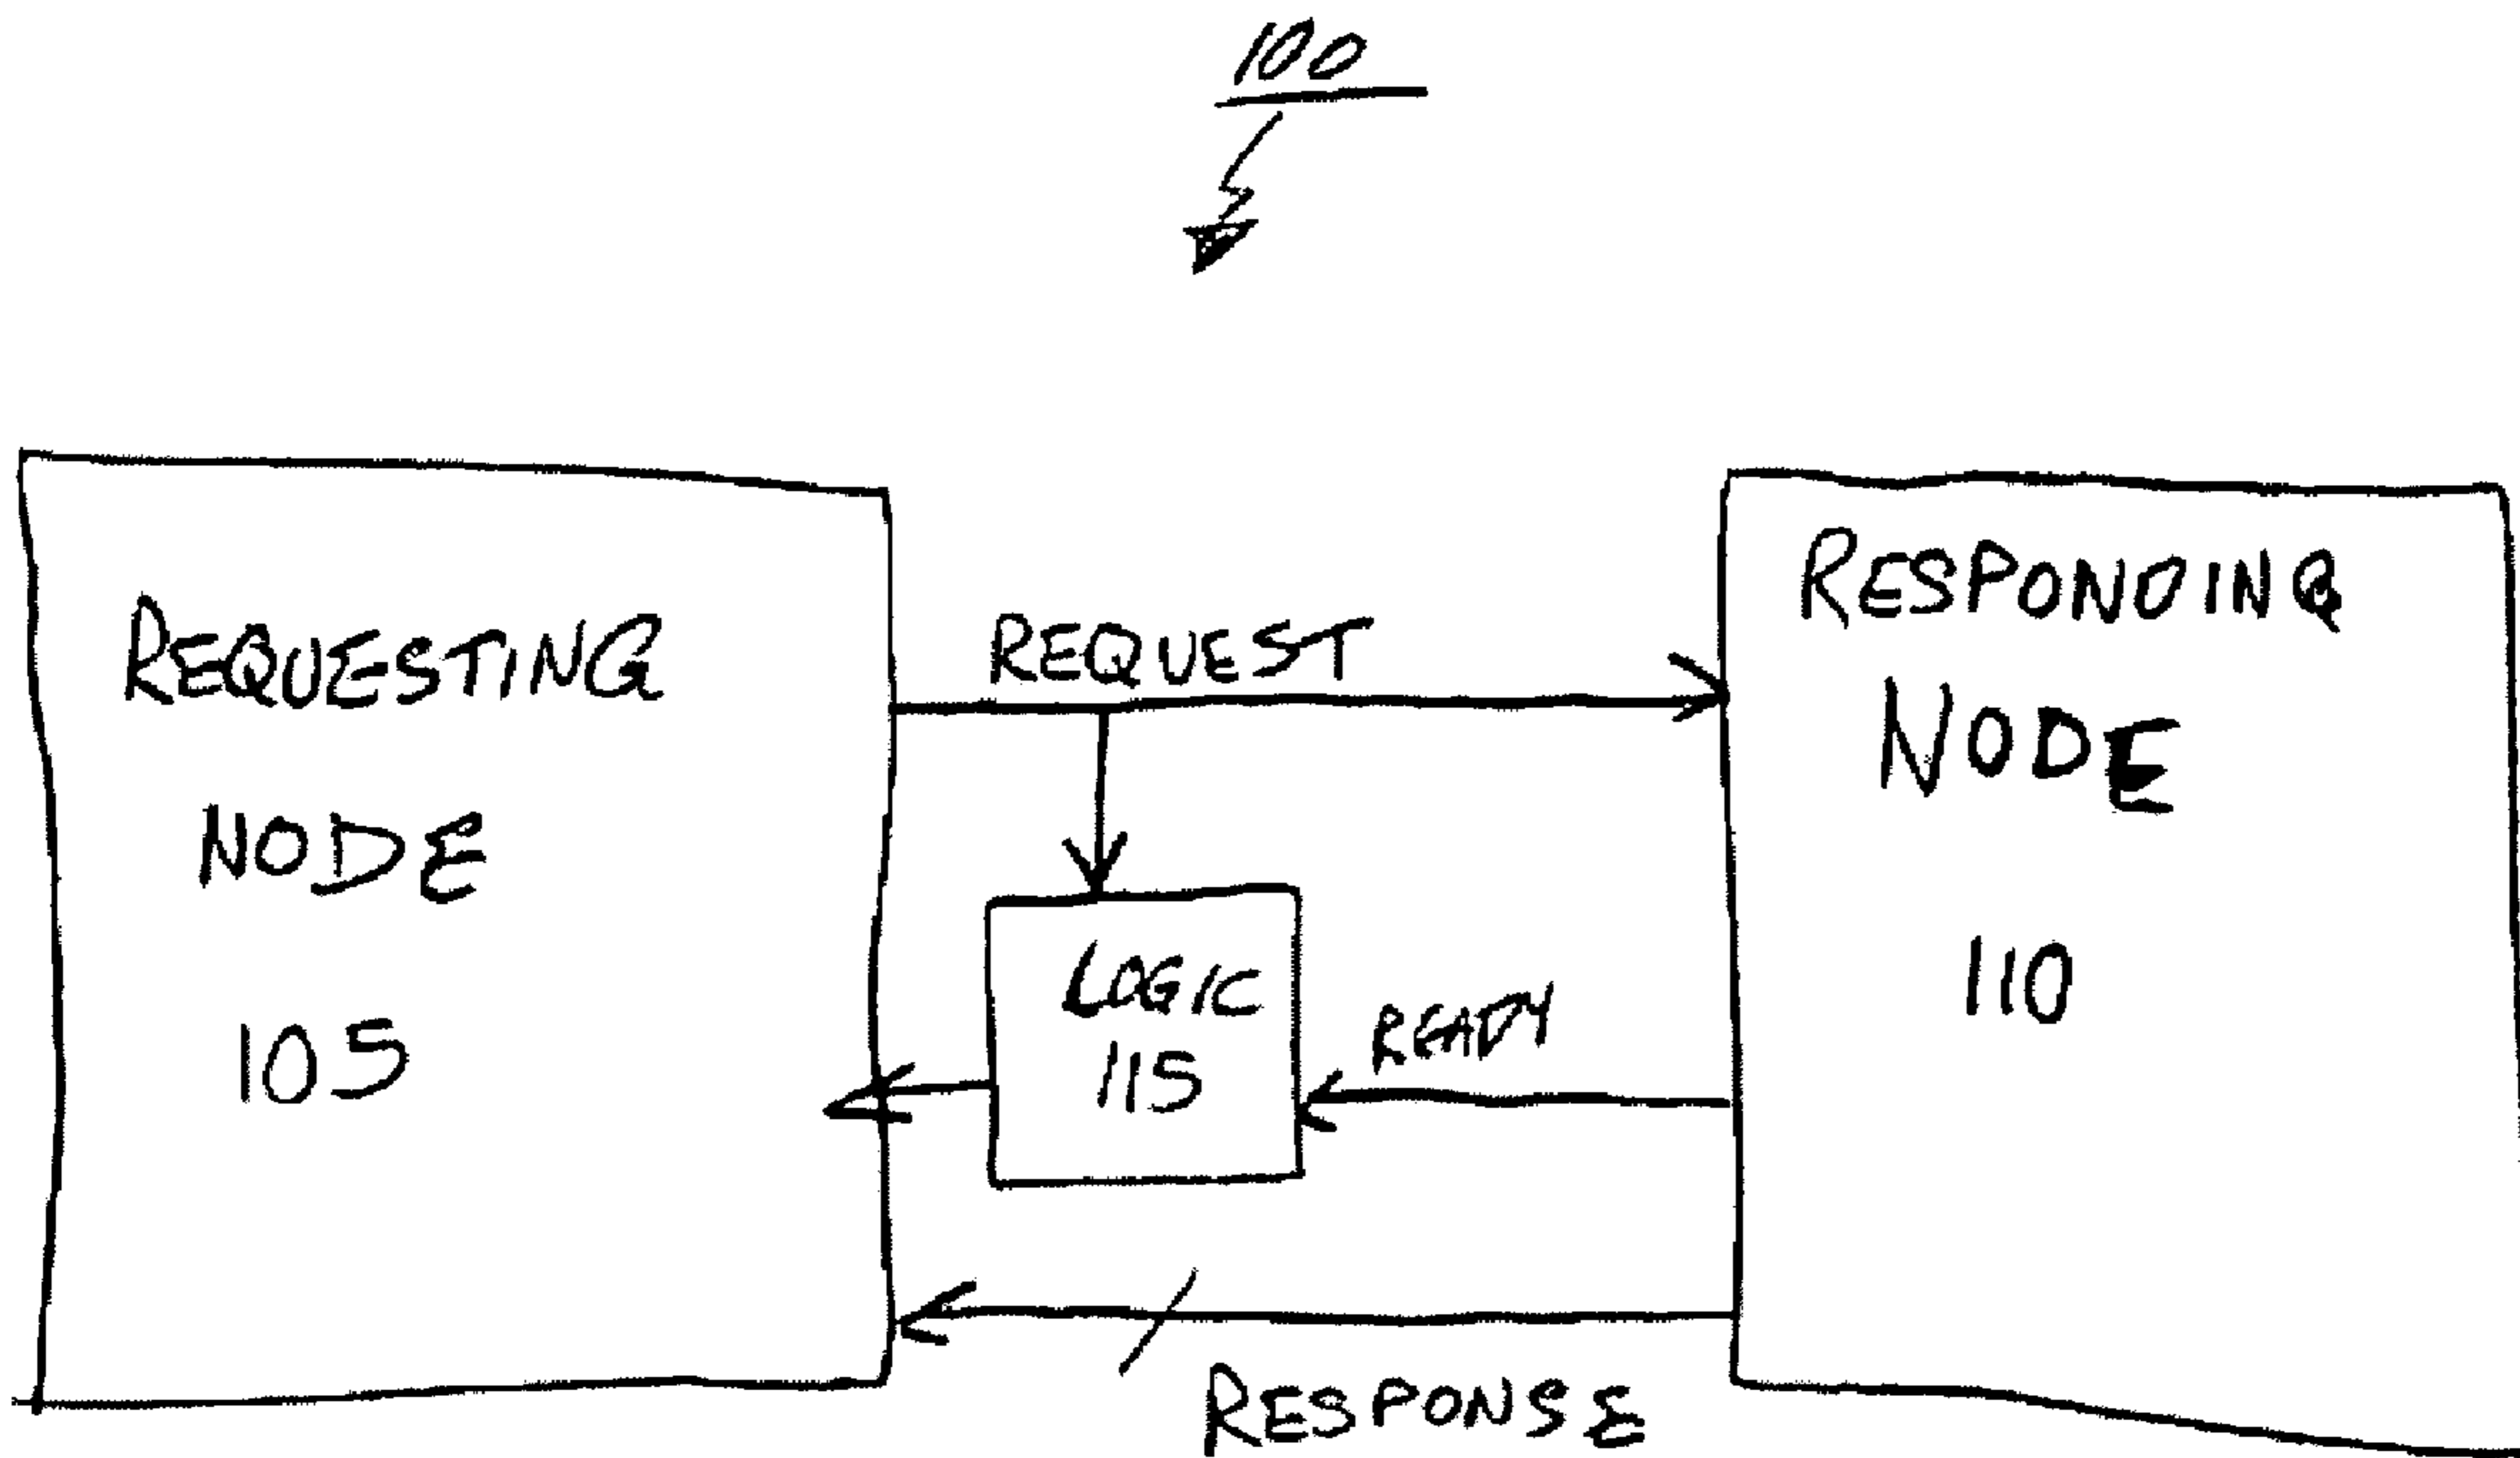 100
REQUESTING
NODE
105
REQUEST
LOGIC
115
READY
RESPONSE
RESPONDING
NODE
110